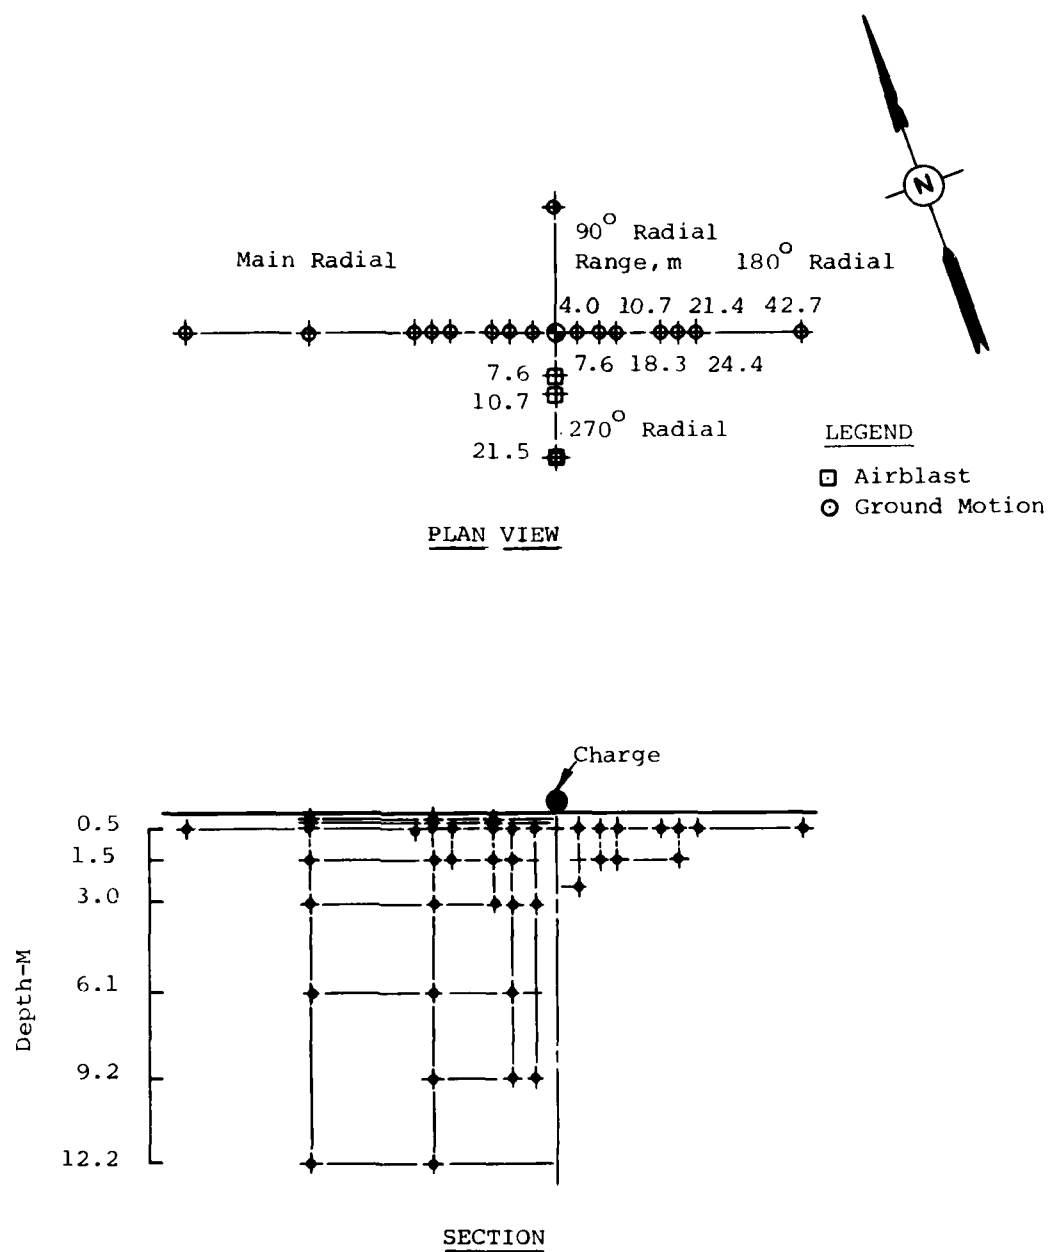 N
90° Radial
Main Radial
Range, m
180° Radial
4.0 10.7 21.4 42.7
7.6 18.3 24.4
7.6
10.7
270° Radial
21.5
LEGEND
Airblast
Ground Motion
PLAN VIEW
Charge
0.5
1.5
3.0
6.1
9.2
12.2
Depth-M
SECTION